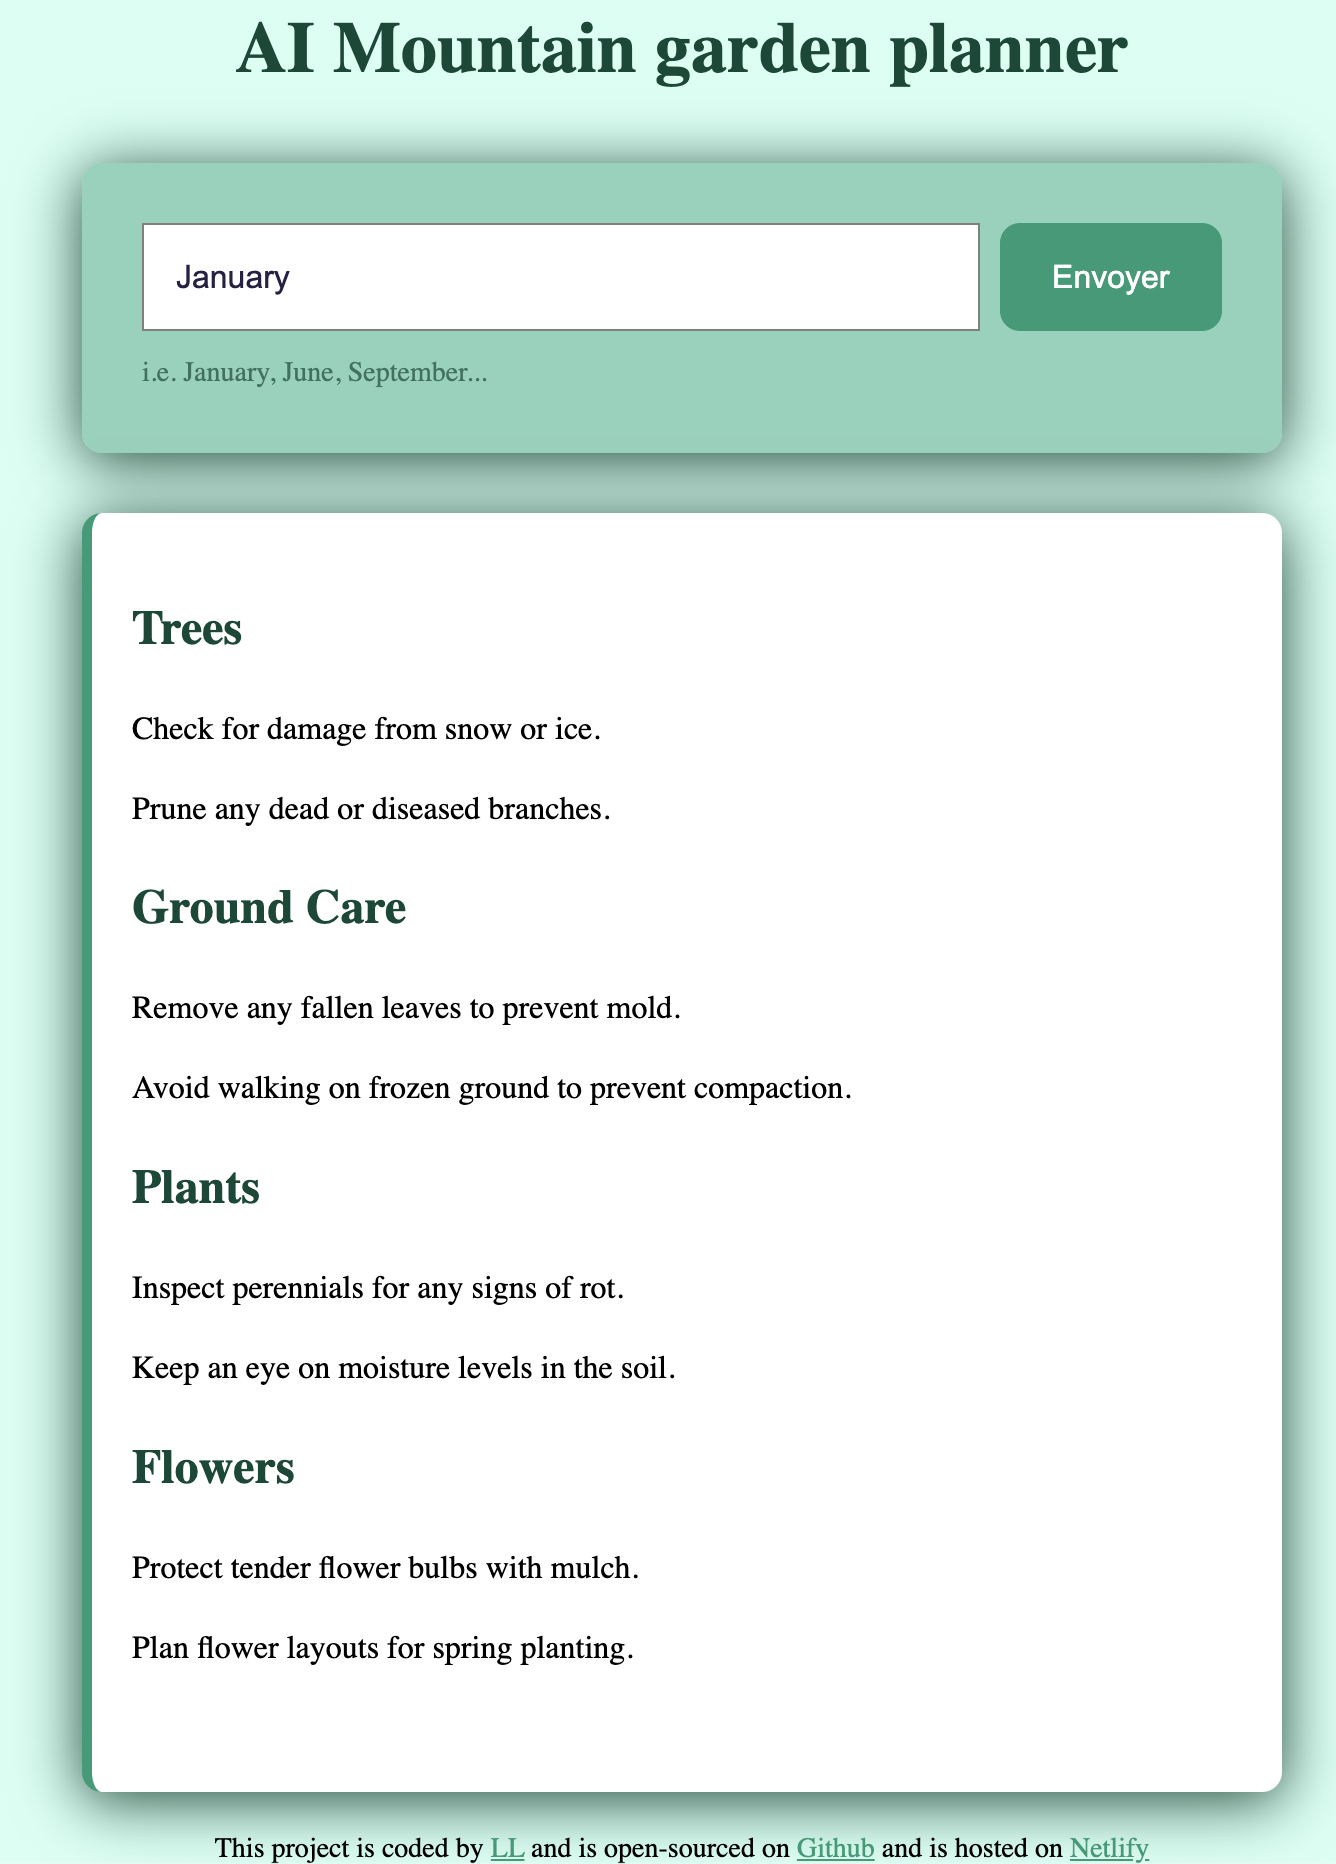 AI Mountain garden planner
January
Envoyer
i.e. January, June, September...
Trees
Check for damage from snow or ice.
Prune any dead or diseased branches.
Ground Care
Remove any fallen leaves to prevent mold.
Avoid walking on frozen ground to prevent compaction.
Plants
Inspect perennials for any signs of rot.
Keep an eye on moisture levels in the soil.
Flowers
Protect tender flower bulbs with mulch.
Plan flower layouts for spring planting.
This project is coded by LL and is open-sourced on Github and is hosted on Netlify